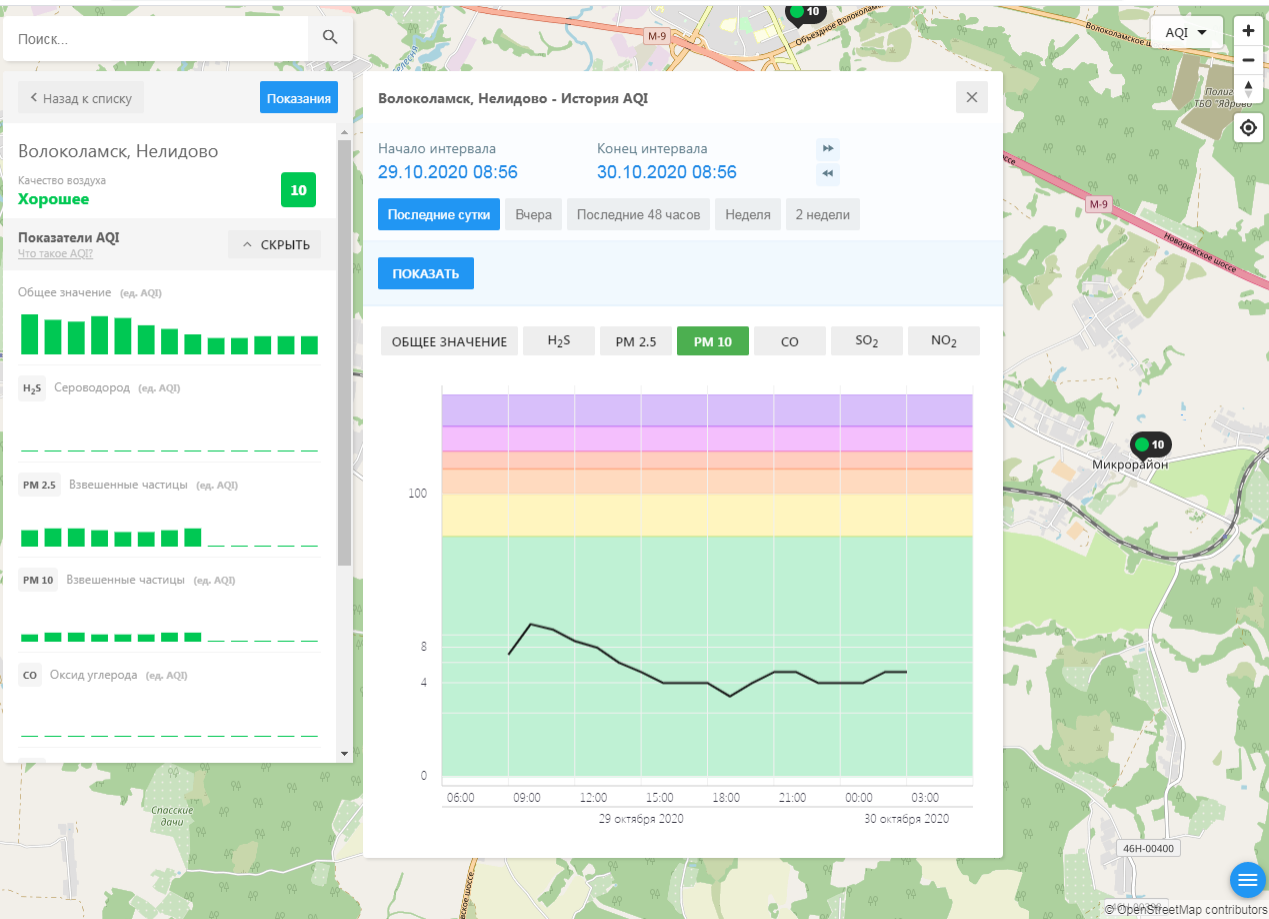 Поиск...
Назад к списку
Показания
Волоколамск, Нелидово
Качество воздуха
Хорошее
10
Показатели AQI
Что такое AQI?
СКРЫТЬ
Общее значение (ед. AQI)
H₂S Сероводород (ед. AQI)
PM 2.5 Взвешенные частицы (ед. AQI)
PM 10 Взвешенные частицы (ед. AQI)
CO Оксид углерода (ед. AQI)
Волоколамск, Нелидово - История AQI
Начало интервала
29.10.2020 08:56
Конец интервала
30.10.2020 08:56
Последние сутки
Вчера
Последние 48 часов
Неделя
2 недели
ПОКАЗАТЬ
ОБЩЕЕ ЗНАЧЕНИЕ
H₂S
PM 2.5
PM 10
CO
SO₂
NO₂
100
8
4
0
06:00 09:00 12:00 15:00 18:00 21:00 00:00 03:00
29 октября 2020
30 октября 2020
M-9
10
AQI
M-9
Новорижское шоссе
10
Микрорайон
Спасские
дачи
46Н-00400
© OpenStreetMap contributors